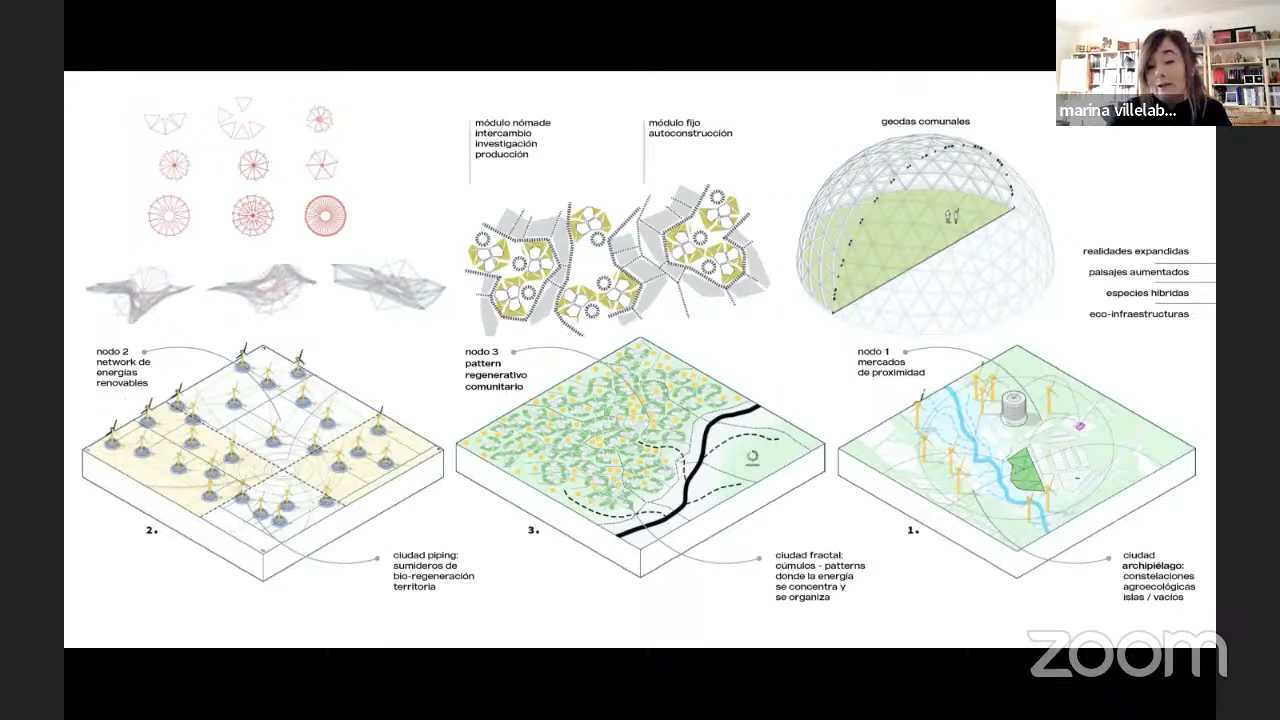 marina villelab...
módulo nómade
intercambio
investigación
producción
módulo fijo
autoconstrucción
geodas comunales
realidades expandidas
paisajes aumentados
especies híbridas
eco-infraestructuras
nodo 2
network de
energías
renovables
nodo 3
pattern
regenerativo
comunitario
nodo 1
mercados
de proximidad
2.
3.
1.
ciudad piping:
sumideros de
bio-regeneración
territoria
ciudad fractal:
cúmulos - patterns
donde la energía
se concentra y
se organiza
ciudad
archipiélago:
constelaciones
agroecológicas
islas / vacíos
zoom